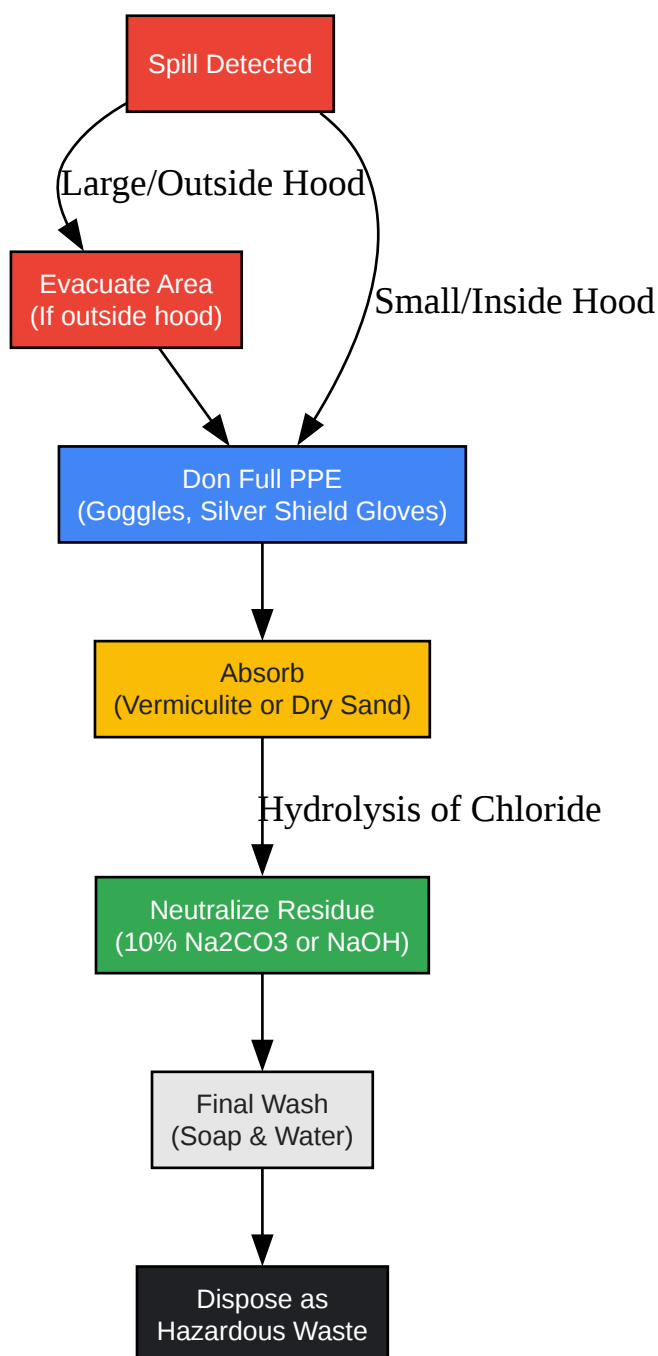 Spill Detected
Large/Outside Hood
Evacuate Area
(If outside hood)
Small/Inside Hood
Don Full PPE
(Goggles, Silver Shield Gloves)
Absorb
(Vermiculite or Dry Sand)
Hydrolysis of Chloride
Neutralize Residue
(10% Na2CO3 or NaOH)
Final Wash
(Soap & Water)
Dispose as
Hazardous Waste